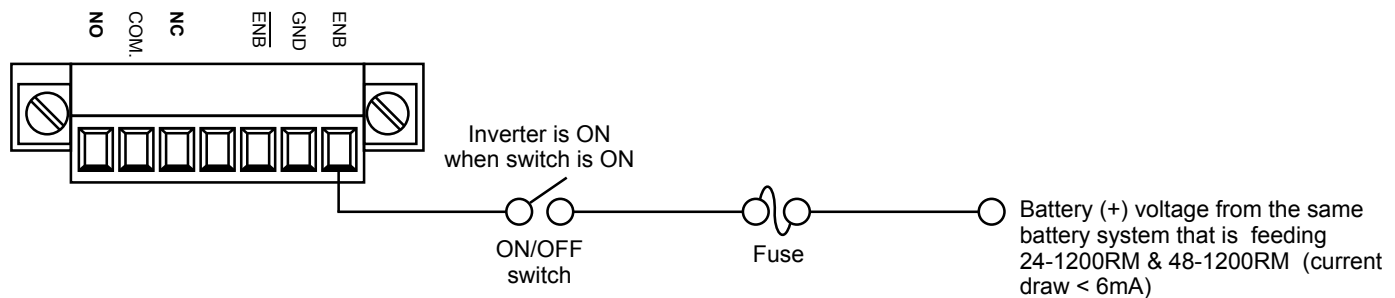 NO
COM.
NC
ENB
GND
ENB
Inverter is ON
when switch is ON
ON/OFF
switch
Fuse
Battery (+) voltage from the same
battery system that is feeding
24-1200RM & 48-1200RM (current
draw < 6mA)